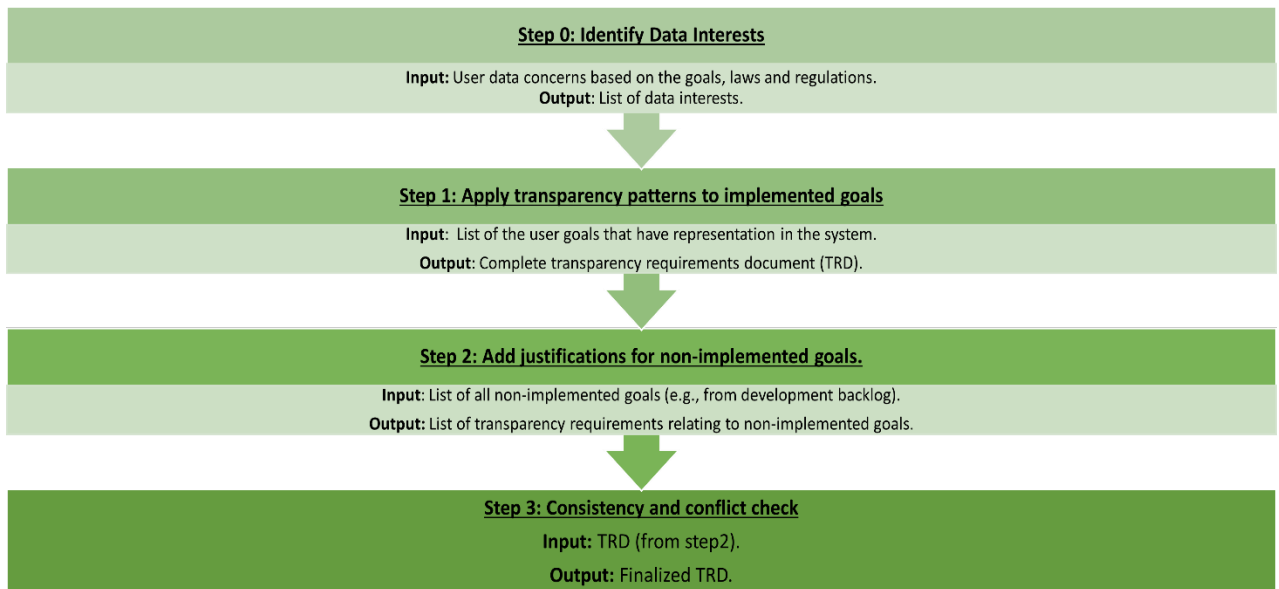 Step 0: Identify Data Interests
Input: User data concerns based on the goals, laws and regulations.
Output: List of data interests.
Step 1: Apply transparency patterns to implemented goals
Input:  List of the user goals that have representation in the system.
Output: Complete transparency requirements document (TRD).
Step 2: Add justifications for non-implemented goals.
Input: List of all non-implemented goals (e.g., from development backlog).
Output: List of transparency requirements relating to non-implemented goals.
Step 3: Consistency and conflict check
Input: TRD (from step2).
Output: Finalized TRD.